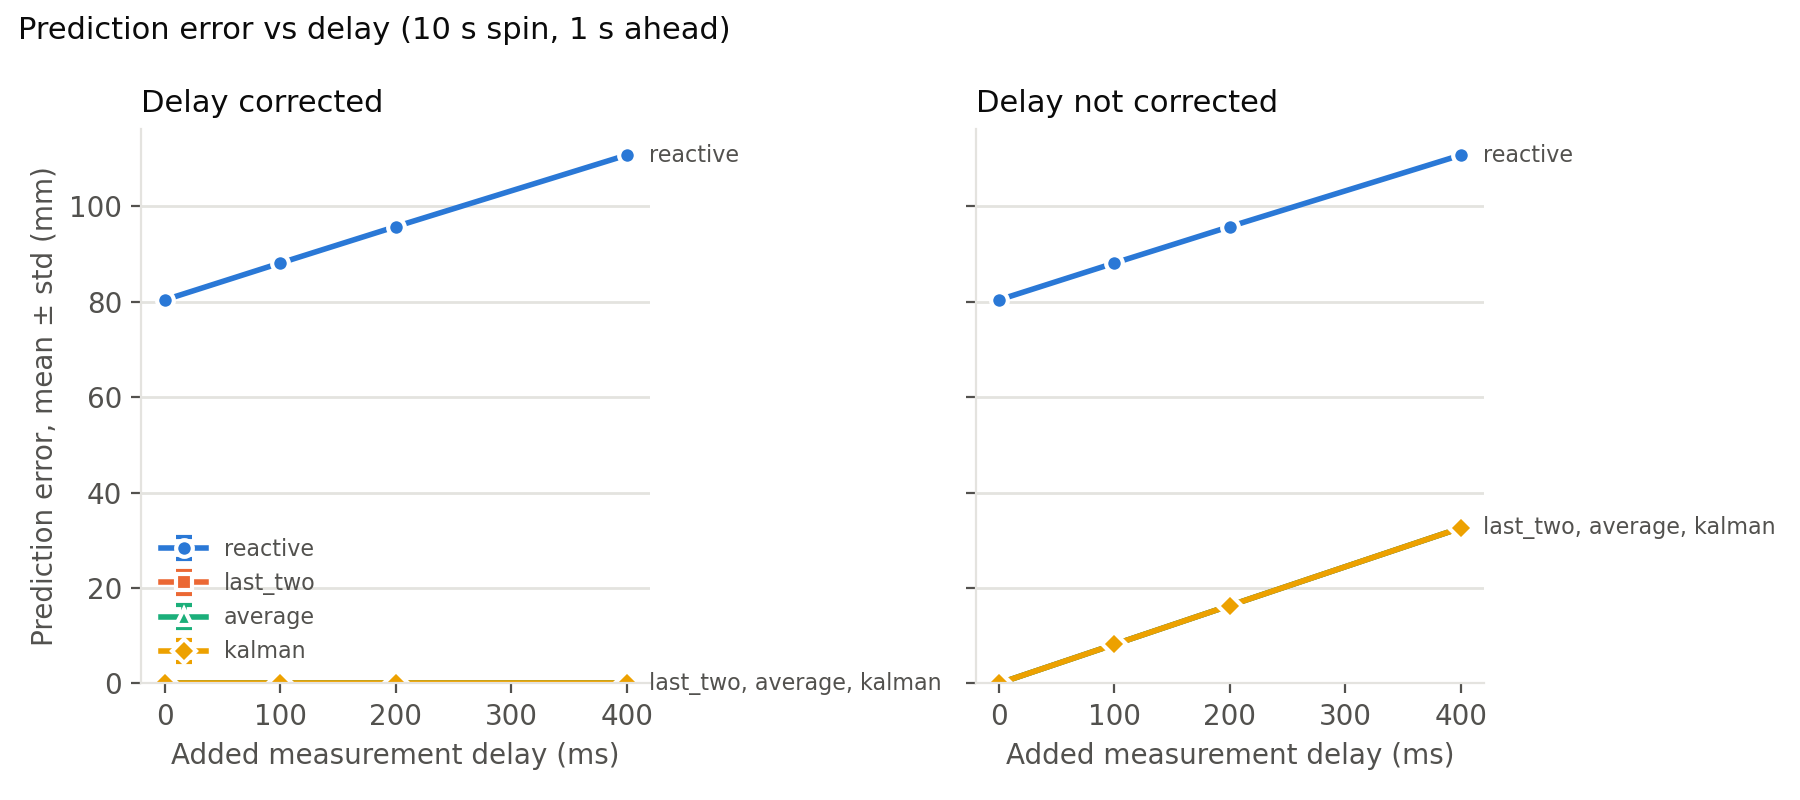 Prediction error vs delay (10 s spin, 1 s ahead)
Delay corrected
Prediction error, mean ± std (mm)
100
80
60
40
20
0
reactive
reactive
last_two
average
kalman
last_two, average, kalman
0 100 200 300 400
Added measurement delay (ms)
Delay not corrected
reactive
last_two, average, kalman
0 100 200 300 400
Added measurement delay (ms)